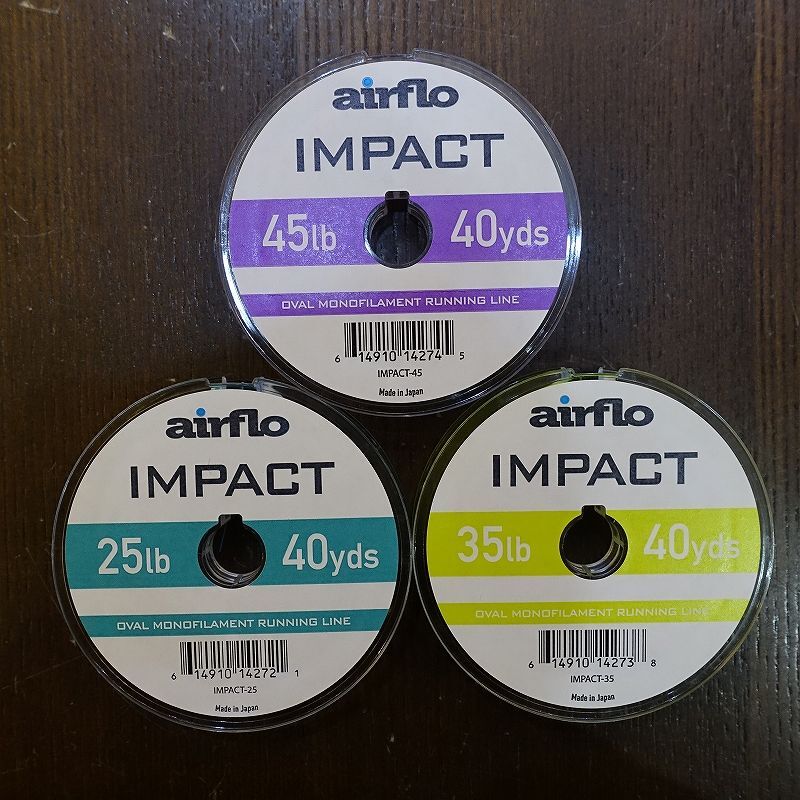 airflo
IMPACT
45lb 40yds
OVAL MONOFILAMENT RUNNING LINE
6 14910 14274 5
IMPACT-45
Made in Japan
airflo
IMPACT
25lb 40yds
OVAL MONOFILAMENT RUNNING LINE
6 14910 14272 1
IMPACT-25
Made in Japan
airflo
IMPACT
35lb 40yds
OVAL MONOFILAMENT RUNNING LINE
6 14910 14273 8
IMPACT-35
Made in Japan